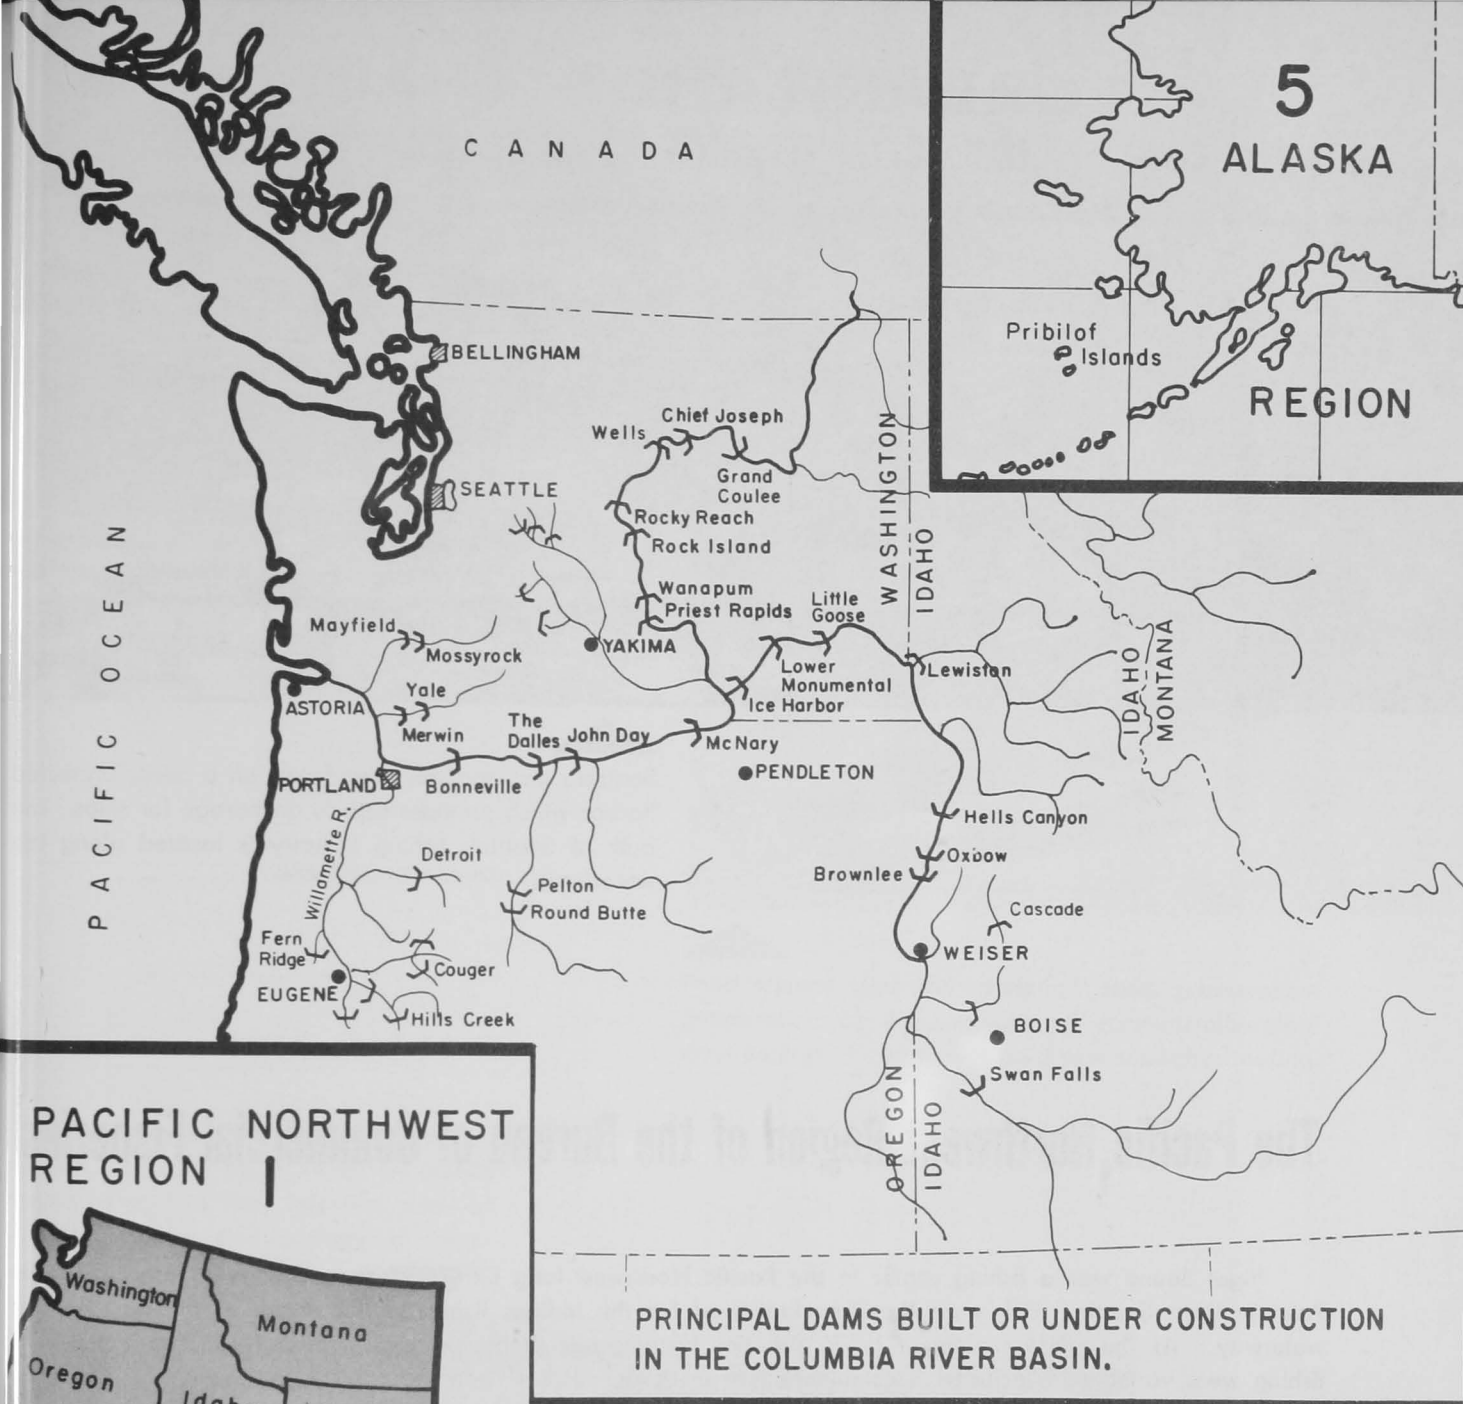 CANADA
5
ALASKA
Pribilof
Islands
REGION
BELLINGHAM
Chief Joseph
Wells
WASHINGTON
Grand
Coulee
SEATTLE
Rocky Reach
Rock Island
PACIFIC OCEAN
IDAHO
Wanapum
Priest Rapids
Little
Goose
Mayfield
Mossyrock
YAKIMA
Lower
Monumental
Lewiston
IDAHO
MONTANA
Yale
Ice Harbor
ASTORIA
Merwin
The
Dalles
John Day
McNary
PORTLAND
Bonneville
PENDLETON
Willamette R.
Hells Canyon
Detroit
Oxbow
Brownlee
Pelton
Round Butte
Cascade
Fern
Ridge
WEISER
Couger
EUGENE
Hills Creek
BOISE
Swan Falls
OREGON
IDAHO
PACIFIC NORTHWEST
REGION I
Washington
Montana
Oregon
PRINCIPAL DAMS BUILT OR UNDER CONSTRUCTION
IN THE COLUMBIA RIVER BASIN.